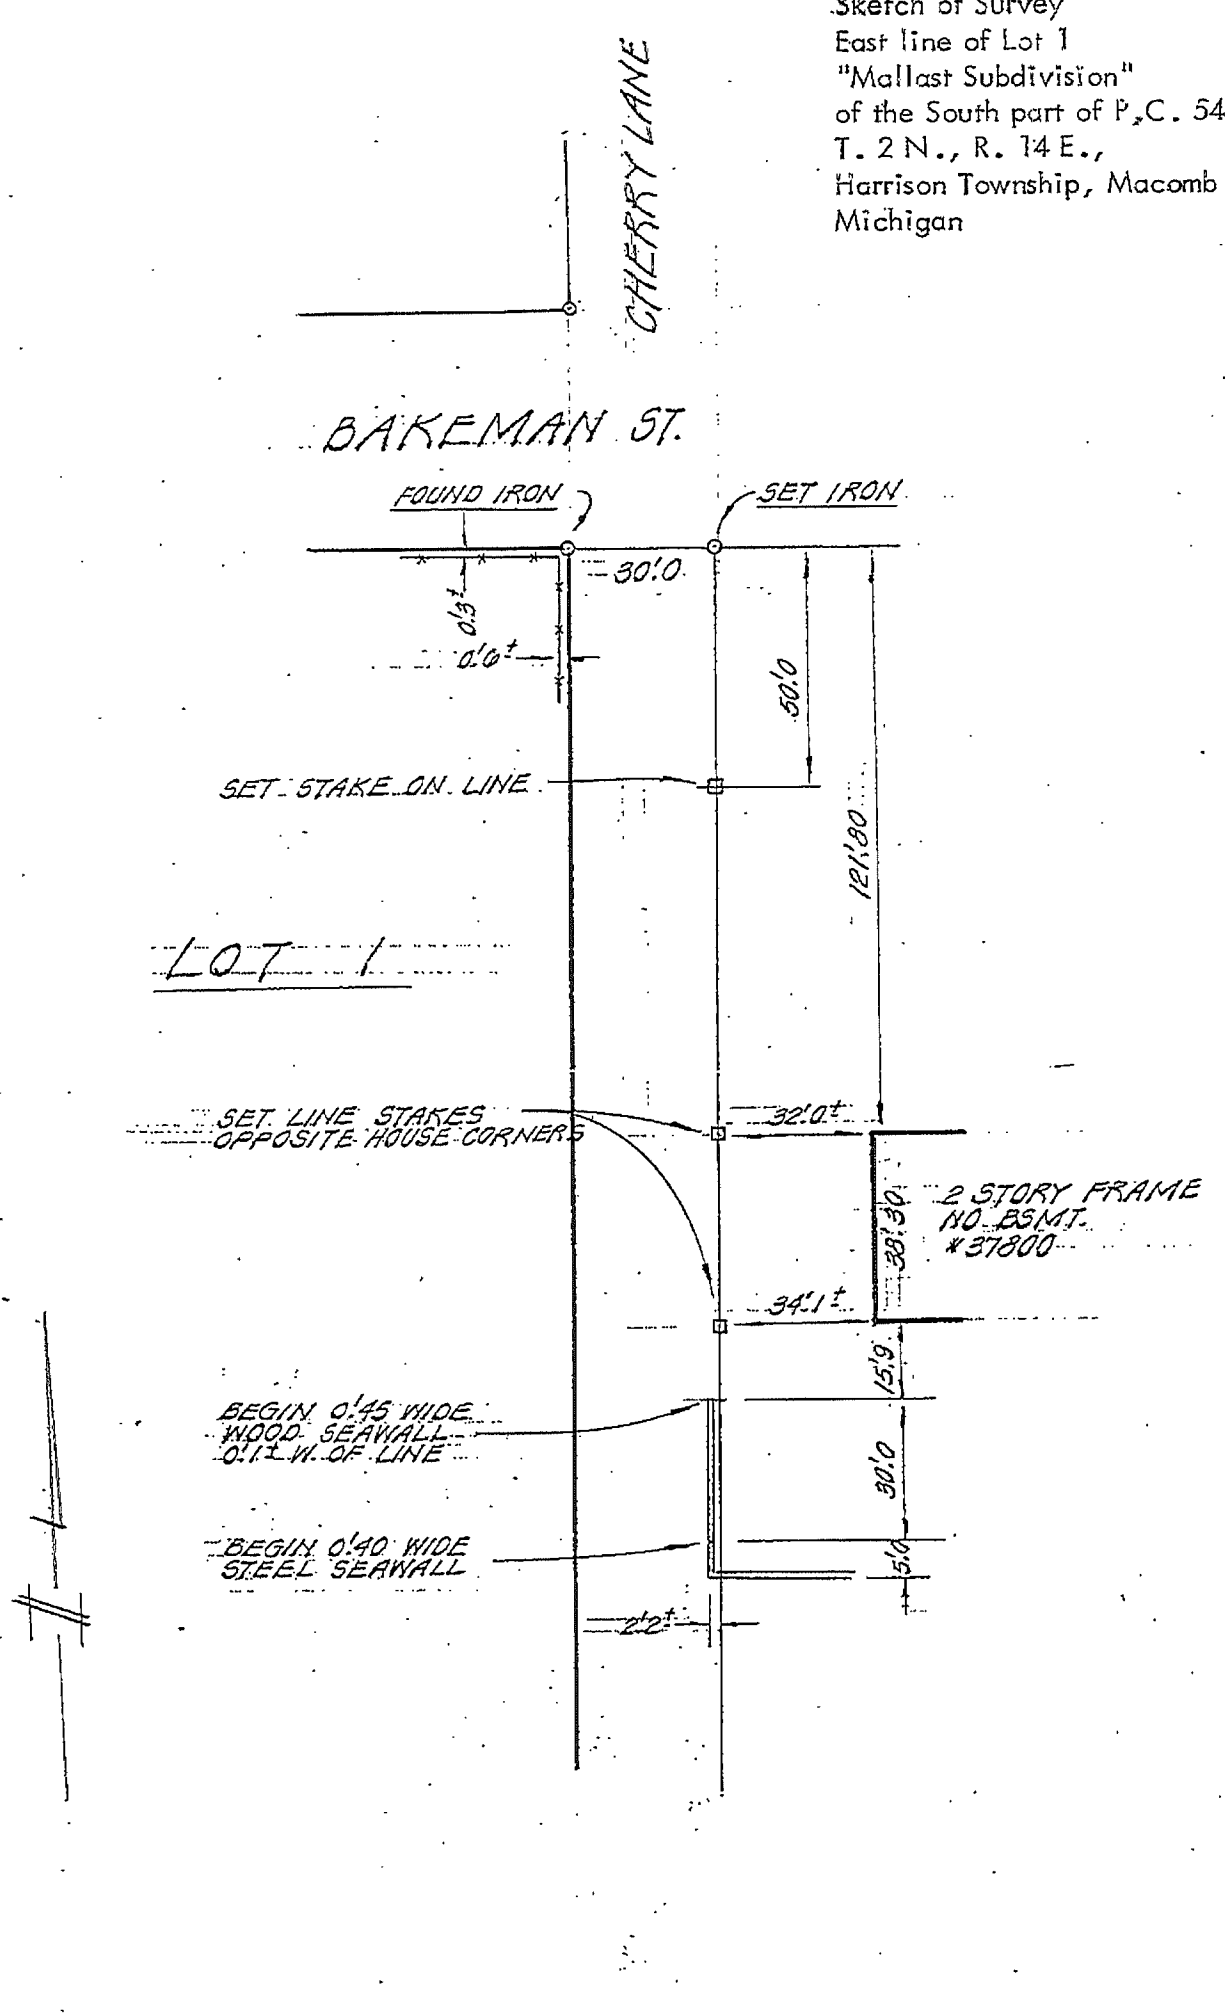 Sketch of Survey
East line of Lot 1
"Mallast Subdivision"
of the South part of P.C. 54
T. 2 N., R. 14 E.,
Harrison Township, Macomb
Michigan
CHERRY LANE
BAKEMAN ST.
FOUND IRON
SET IRON
30'.0
0'.3±
0'.6±
50'.0
SET STAKE ON LINE
121'.80
LOT 1
SET LINE STAKES
OPPOSITE HOUSE CORNERS
32'.0±
38'.30
2 STORY FRAME
NO BSMT.
#37800
34'.1±
15'.9
BEGIN 0'.45 WIDE
WOOD SEAWALL
0'.1± W. OF LINE
30'.0
BEGIN 0'.40 WIDE
STEEL SEAWALL
5'.0
2'.2±